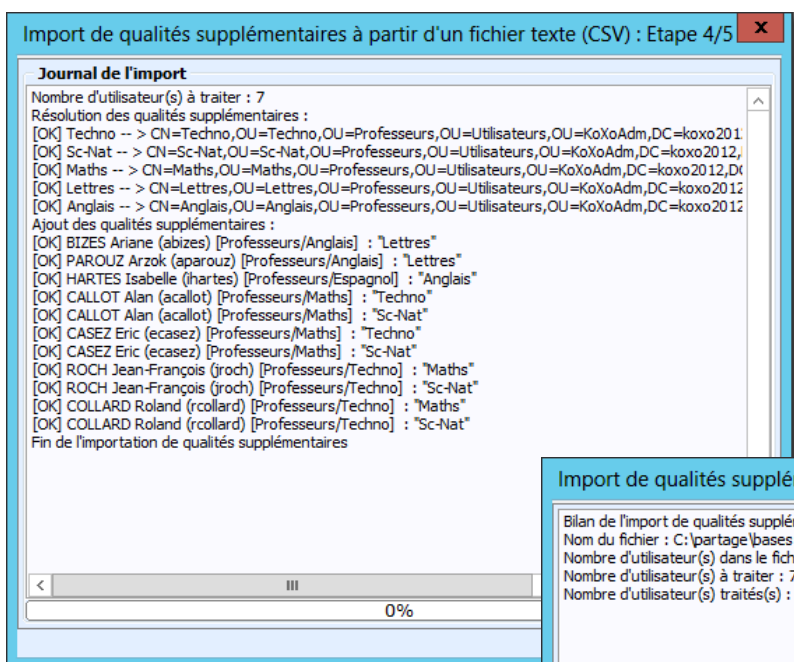 Import de qualités supplémentaires à partir d'un fichier texte (CSV) : Etape 4/5
x
Journal de l'import
Nombre d'utilisateur(s) à traiter : 7
Résolution des qualités supplémentaires :
[OK] Techno -- > CN=Techno,OU=Techno,OU=Professeurs,OU=Utilisateurs,OU=KoXoAdm,DC=koxo201
[OK] Sc-Nat -- > CN=Sc-Nat,OU=Sc-Nat,OU=Professeurs,OU=Utilisateurs,OU=KoXoAdm,DC=koxo2012,
[OK] Maths -- > CN=Maths,OU=Maths,OU=Professeurs,OU=Utilisateurs,OU=KoXoAdm,DC=koxo2012,D
[OK] Lettres -- > CN=Lettres,OU=Lettres,OU=Professeurs,OU=Utilisateurs,OU=KoXoAdm,DC=koxo2012
[OK] Anglais -- > CN=Anglais,OU=Anglais,OU=Professeurs,OU=Utilisateurs,OU=KoXoAdm,DC=koxo2012
Ajout des qualités supplémentaires :
[OK] BIZES Ariane (abizes) [Professeurs/Anglais]  : "Lettres"
[OK] PAROUZ Arzok (aparouz) [Professeurs/Anglais]  : "Lettres"
[OK] HARTES Isabelle (ihartes) [Professeurs/Espagnol]  : "Anglais"
[OK] CALLOT Alan (acallot) [Professeurs/Maths]  : "Techno"
[OK] CALLOT Alan (acallot) [Professeurs/Maths]  : "Sc-Nat"
[OK] CASEZ Eric (ecasez) [Professeurs/Maths]  : "Techno"
[OK] CASEZ Eric (ecasez) [Professeurs/Maths]  : "Sc-Nat"
[OK] ROCH Jean-François (jroch) [Professeurs/Techno]  : "Maths"
[OK] ROCH Jean-François (jroch) [Professeurs/Techno]  : "Sc-Nat"
[OK] COLLARD Roland (rcollard) [Professeurs/Techno]  : "Maths"
[OK] COLLARD Roland (rcollard) [Professeurs/Techno]  : "Sc-Nat"
Fin de l'importation de qualités supplémentaires
0%
Import de qualités supplé
Bilan de l'import de qualités supplé
Nom du fichier : C:\partage\bases
Nombre d'utilisateur(s) dans le fich
Nombre d'utilisateur(s) à traiter : 7
Nombre d'utilisateur(s) traités(s) :